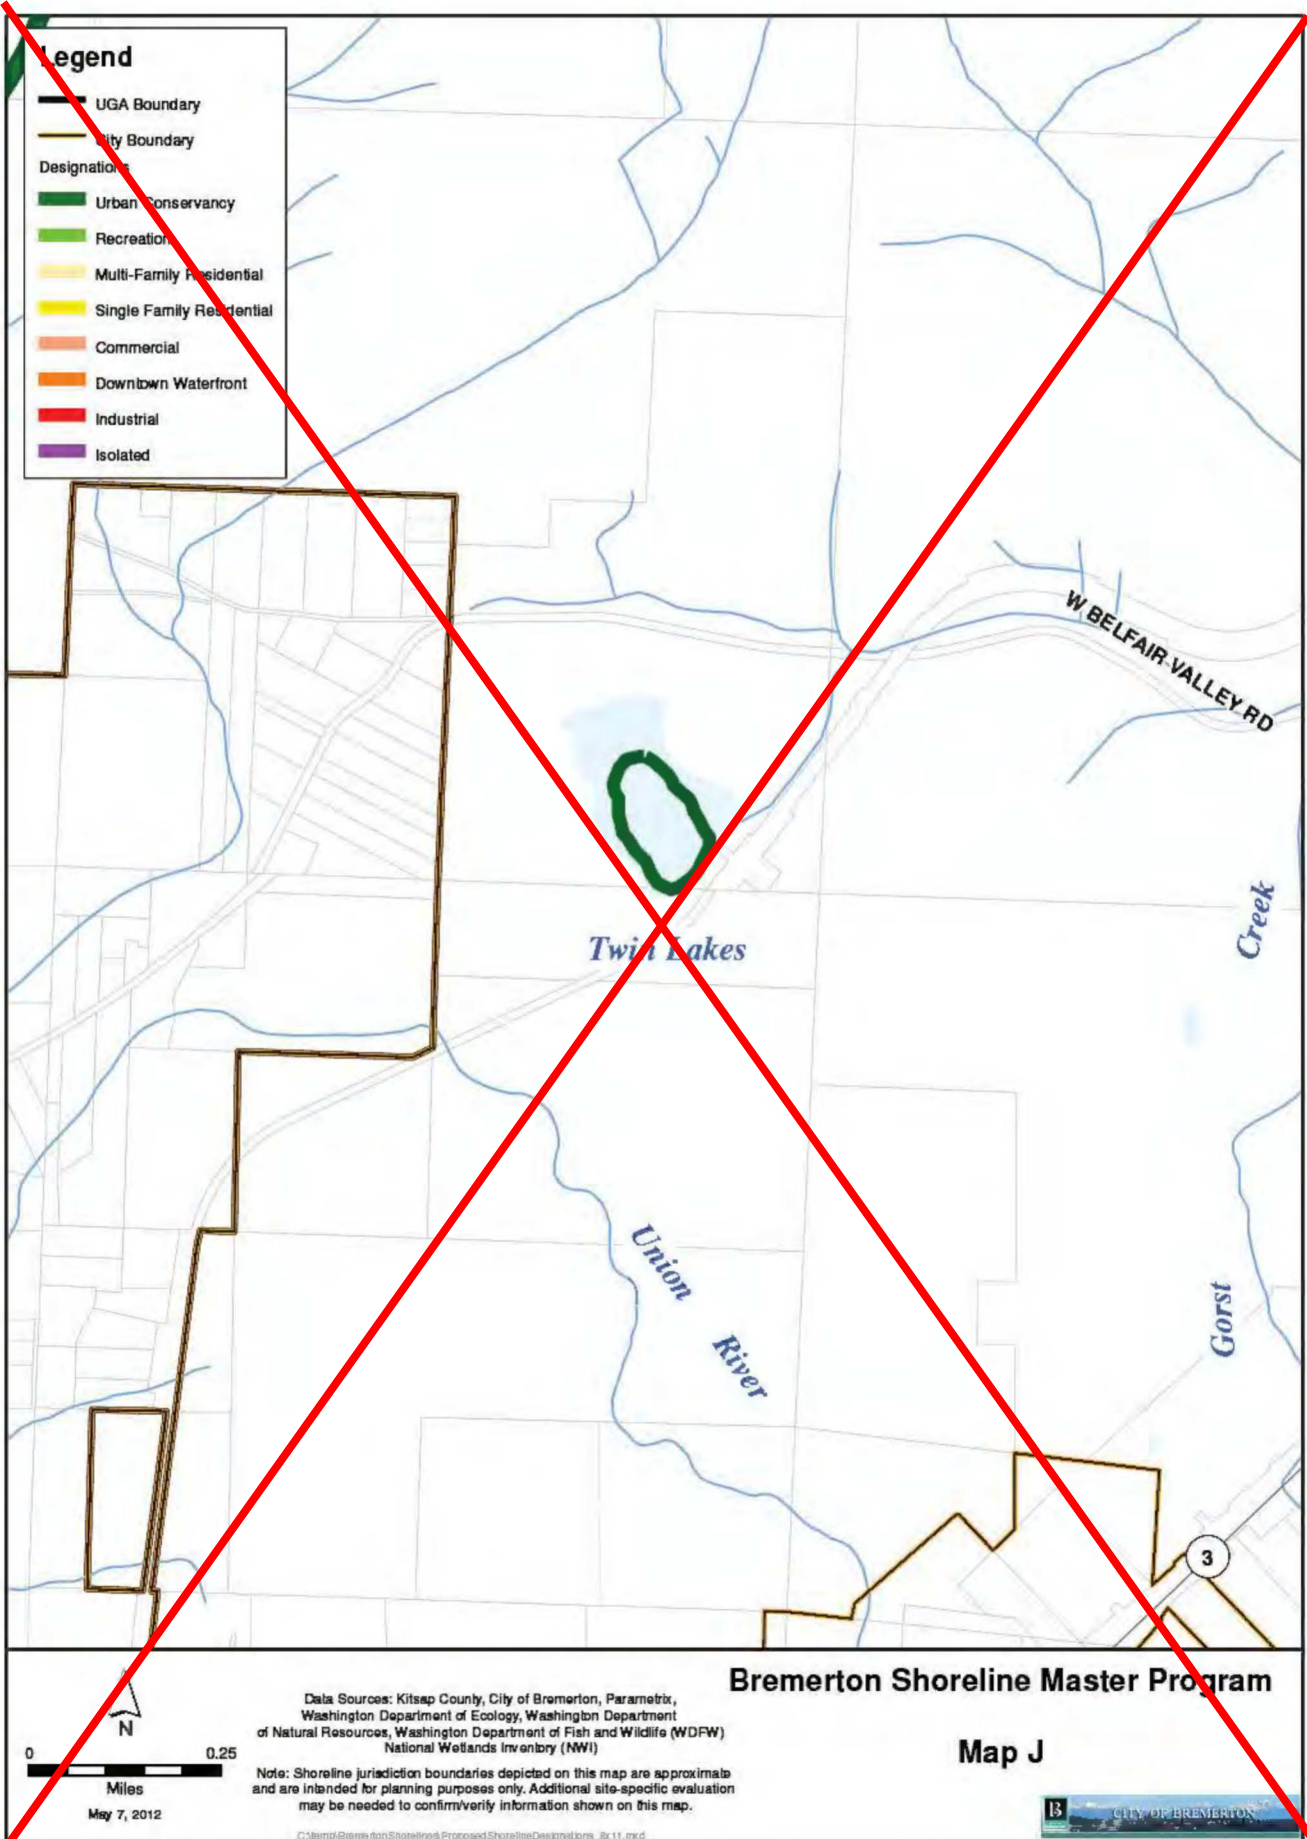 Legend
UGA Boundary
City Boundary
Designations
Urban Conservancy
Recreation
Multi-Family Residential
Single Family Residential
Commercial
Downtown Waterfront
Industrial
Isolated
W BELFAIR VALLEY RD
Twin Lakes
Creek
Gorst
Union
River
3
N
0 0.25
Miles
May 7, 2012
Data Sources: Kitsap County, City of Bremerton, Parametrix,
Washington Department of Ecology, Washington Department
of Natural Resources, Washington Department of Fish and Wildlife (WDFW)
National Wetlands Inventory (NWI)
Note: Shoreline jurisdiction boundaries depicted on this map are approximate
and are intended for planning purposes only. Additional site-specific evaluation
may be needed to confirm/verify information shown on this map.
C:\temp\BremertonShorelines\ProposedShorelineDesignations_8x11.mxd
Bremerton Shoreline Master Program
Map J
B
CITY OF BREMERTON